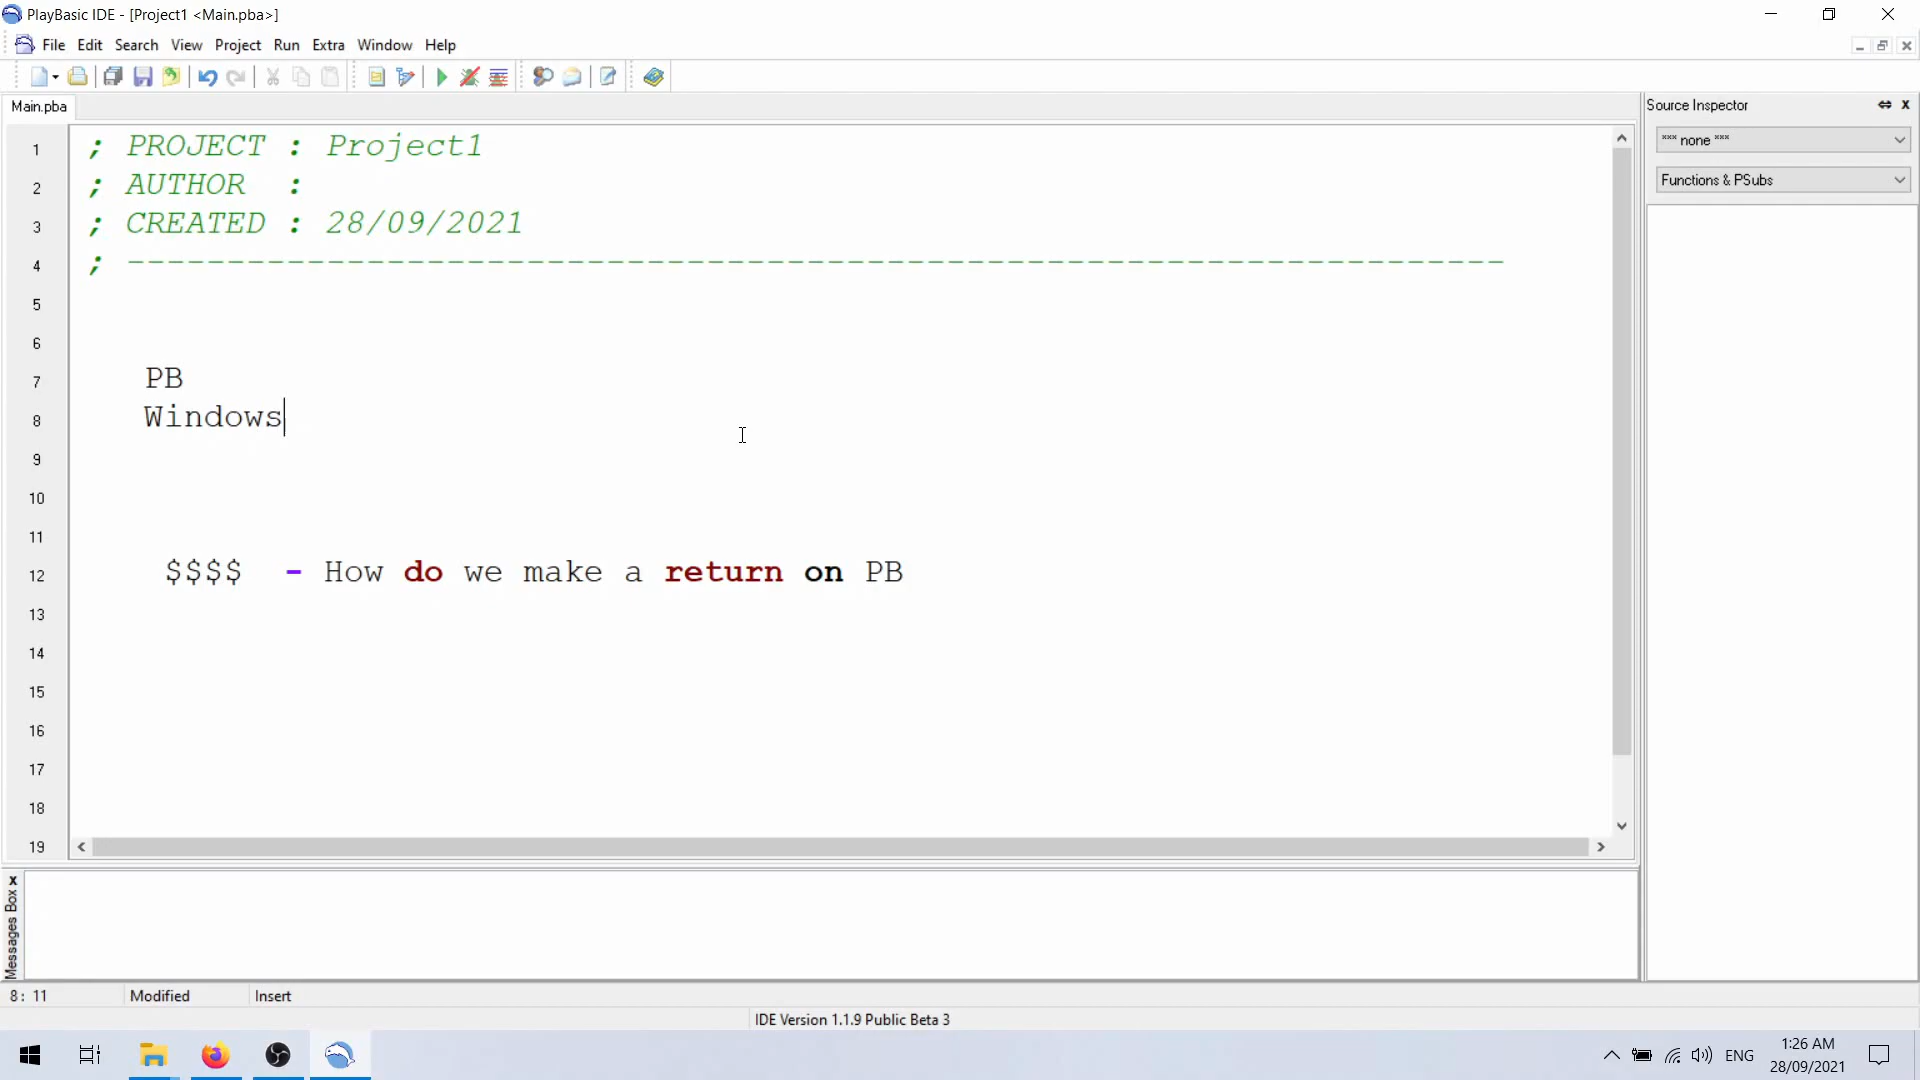 PlayBasic IDE - [Project1 <Main.pba>]
File Edit Search View Project Run Extra Window Help
Main.pba
Source Inspector
*** none ***
Functions & PSubs
1 ; PROJECT : Project1
2 ; AUTHOR :
3 ; CREATED : 28/09/2021
4 ; ---------------------------------------------------------------------
5
6
7 PB
8 Windows
9
10
11
12 $$$$ - How do we make a return on PB
13
14
15
16
17
18
19
Messages Box
8: 11 Modified Insert
IDE Version 1.1.9 Public Beta 3
ENG
1:26 AM
28/09/2021